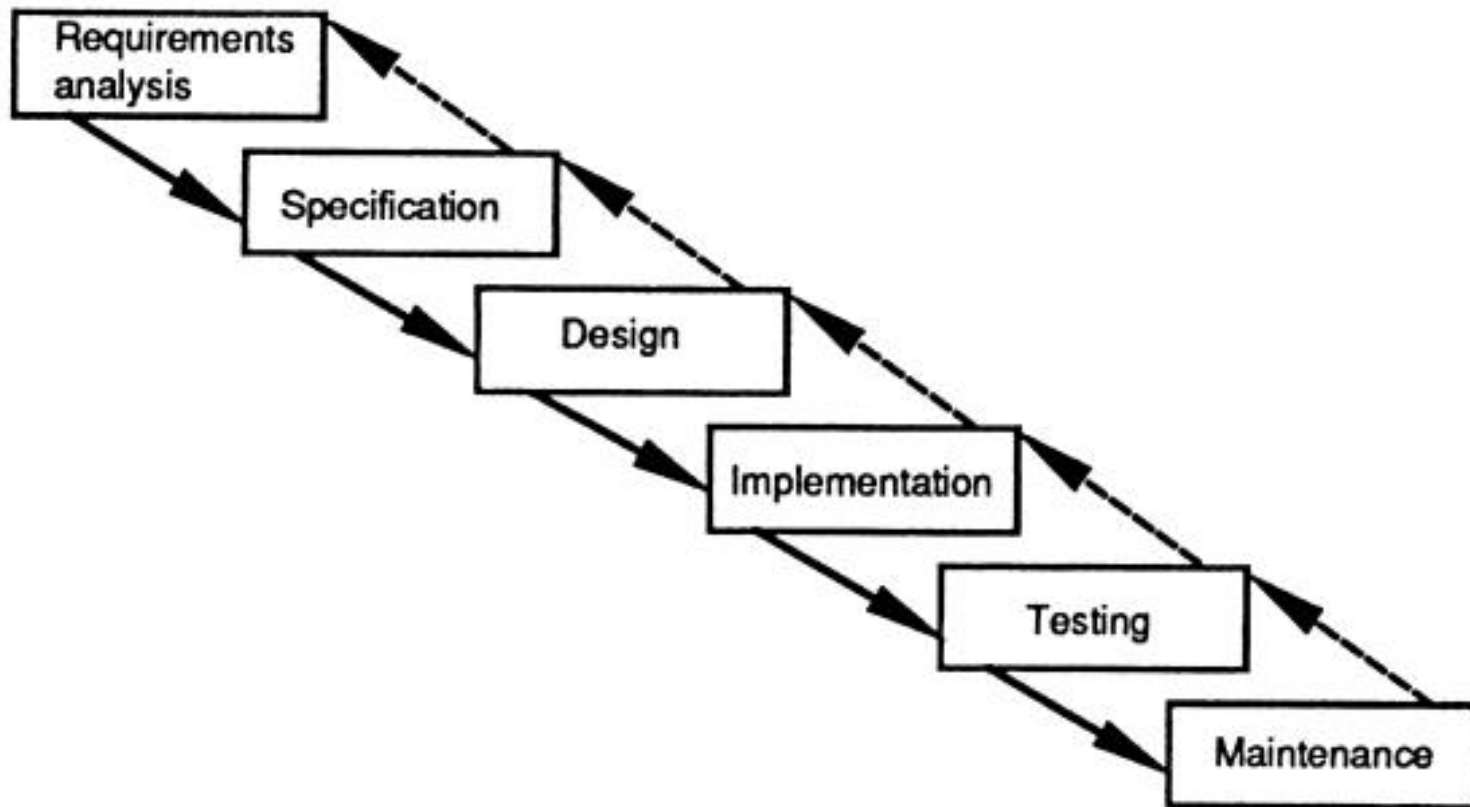 Requirements
analysis
Specification
Design
Implementation
Testing
Maintenance